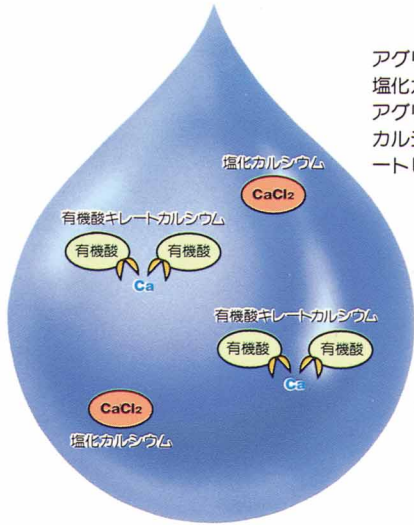 アグリ
塩化カ
アグリ
カルシ
ートし
塩化カルシウム
CaCl2
有機酸キレートカルシウム
有機酸 有機酸
Ca
有機酸キレートカルシウム
有機酸 有機酸
Ca
CaCl2
塩化カルシウム